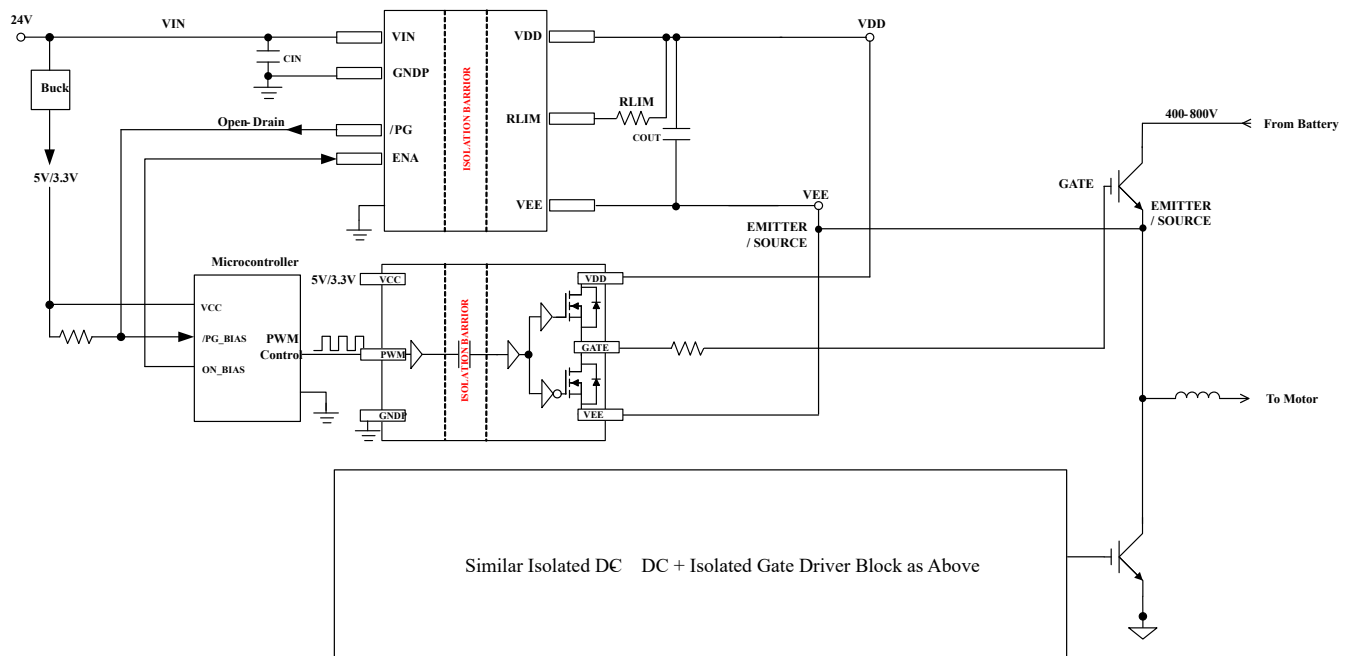 24V
VIN
VIN
VDD
VDD
CIN
Buck
GNDP
ISOLATION BARRIOR
RLIM
RLIM
COUT
Open-Drain
/PG
ENA
5V/3.3V
VEE
VEE
400-800V
From Battery
GATE
EMITTER
/ SOURCE
EMITTER
/ SOURCE
Microcontroller
5V/3.3V
VCC
VDD
VCC
/PG_BIAS
PWM
Control
ON_BIAS
PWM
ISOLATION BARRIOR
GATE
GNDP
VEE
To Motor
Similar Isolated DC DC + Isolated Gate Driver Block as Above